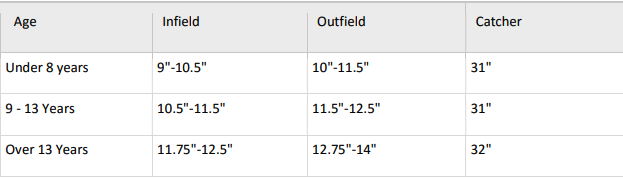 Age Infield Outfield Catcher
Under 8 years 9"-10.5" 10"-11.5" 31"
9 - 13 Years 10.5"-11.5" 11.5"-12.5" 31"
Over 13 Years 11.75"-12.5" 12.75"-14" 32"